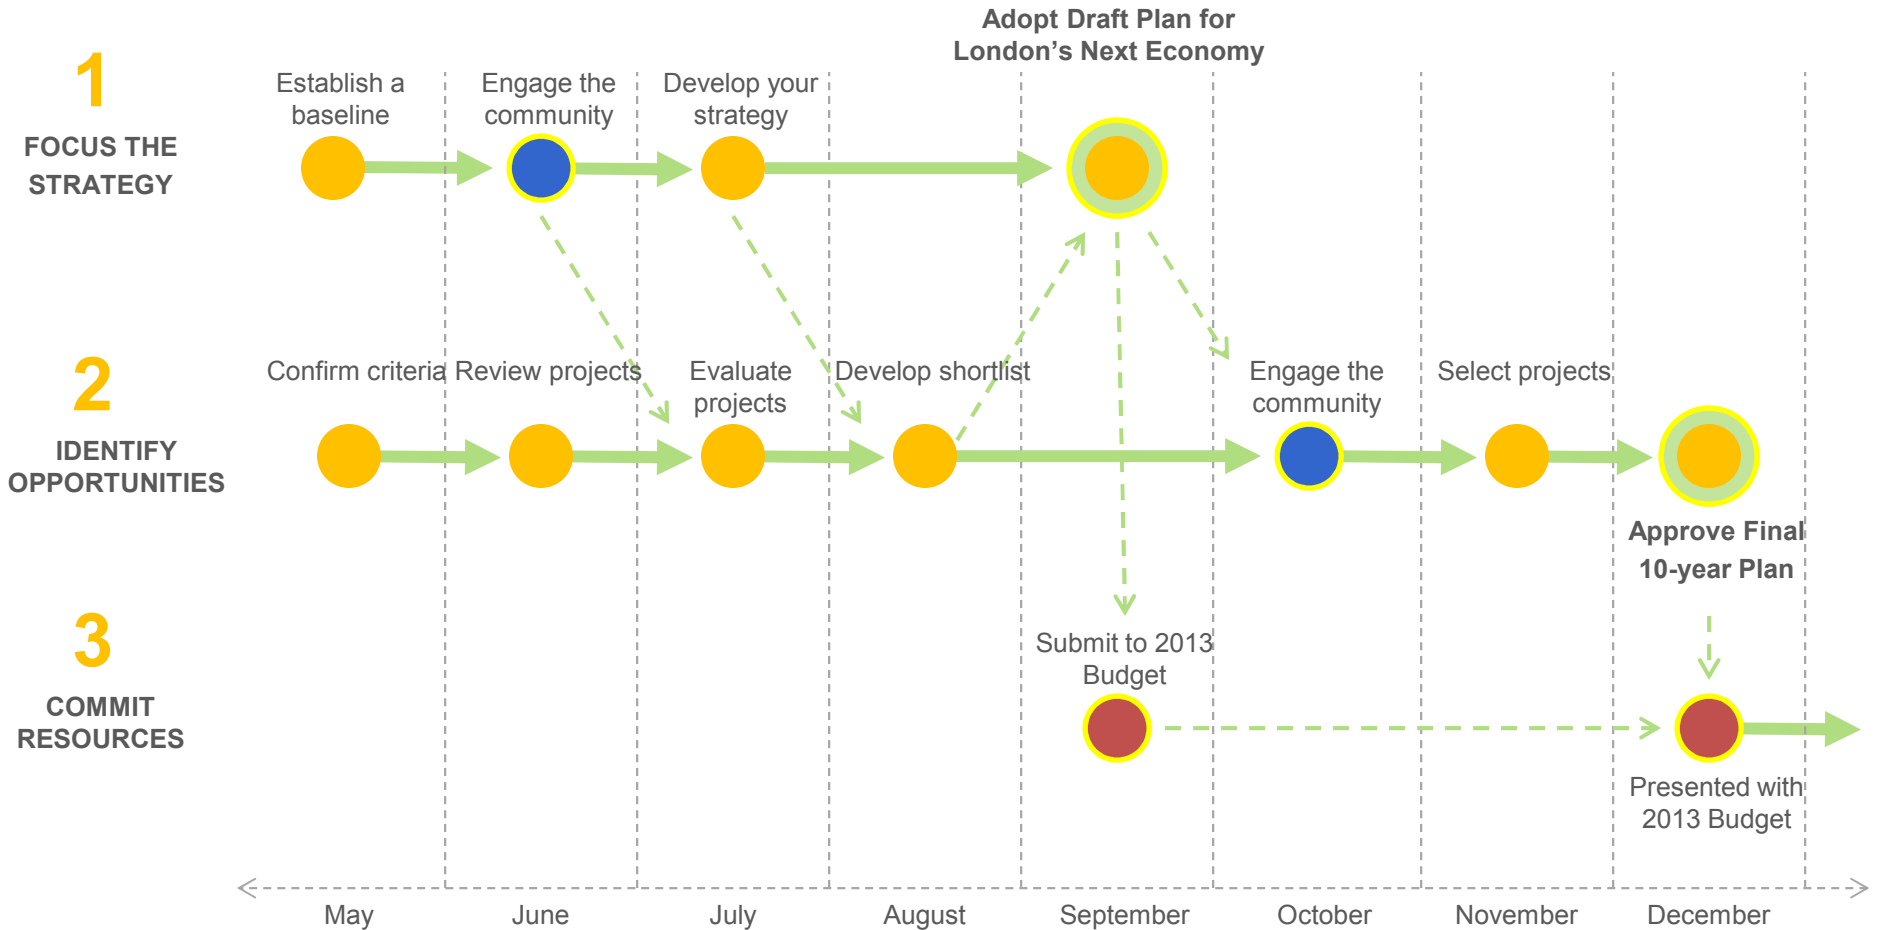 Adopt Draft Plan for
London's Next Economy
1
FOCUS THE
STRATEGY
Establish a
baseline
Engage the
community
Develop your
strategy
2
IDENTIFY
OPPORTUNITIES
Confirm criteria
Review projects
Evaluate
projects
Develop shortlist
Engage the
community
Select projects
Approve Final
10-year Plan
3
COMMIT
RESOURCES
Submit to 2013
Budget
Presented with
2013 Budget
May
June
July
August
September
October
November
December